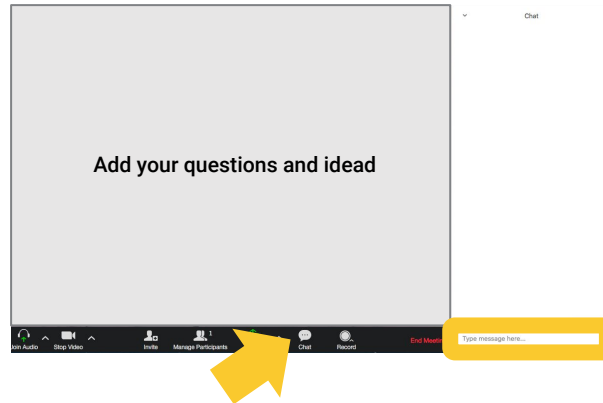 Chat
Add your questions and idead
Join Audio
Stop Video
Invite
1
Manage Participants
Chat
Record
End Meetin
Type message here...